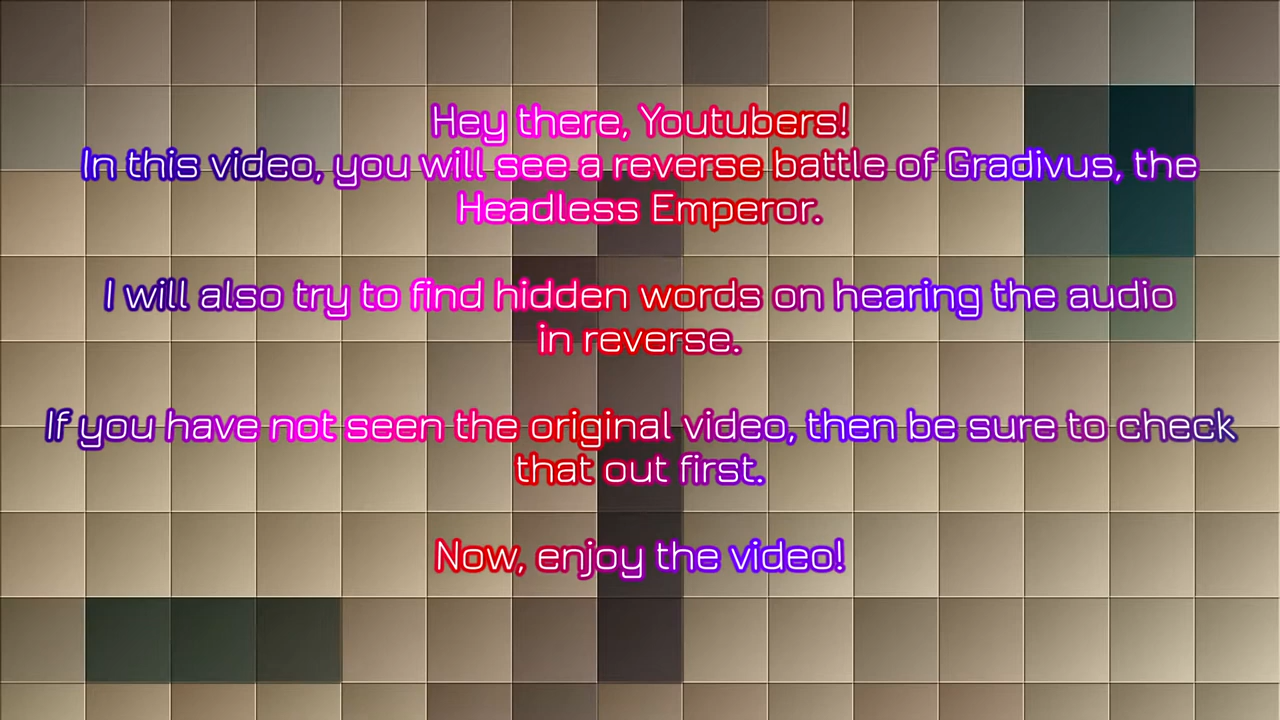 Hey there, Youtubers!
In this video, you will see a reverse battle of Gradivus, the
Headless Emperor.
I will also try to find hidden words on hearing the audio
in reverse.
If you have not seen the original video, then be sure to check
that out first.
Now, enjoy the video!